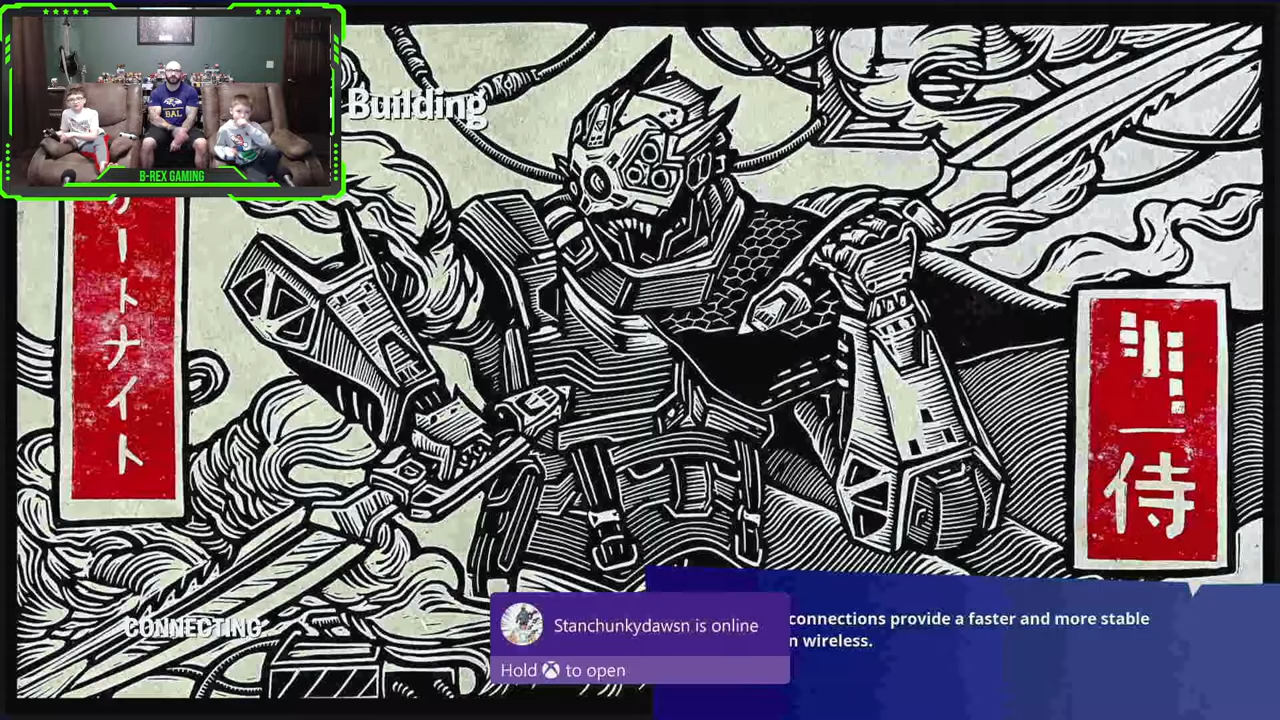 Building
BAL
B-REX GAMING
ートナイト
侍
connections provide a faster and more stable
wireless.
Stanchunkydawsn is online
Hold to open
CONNECTING